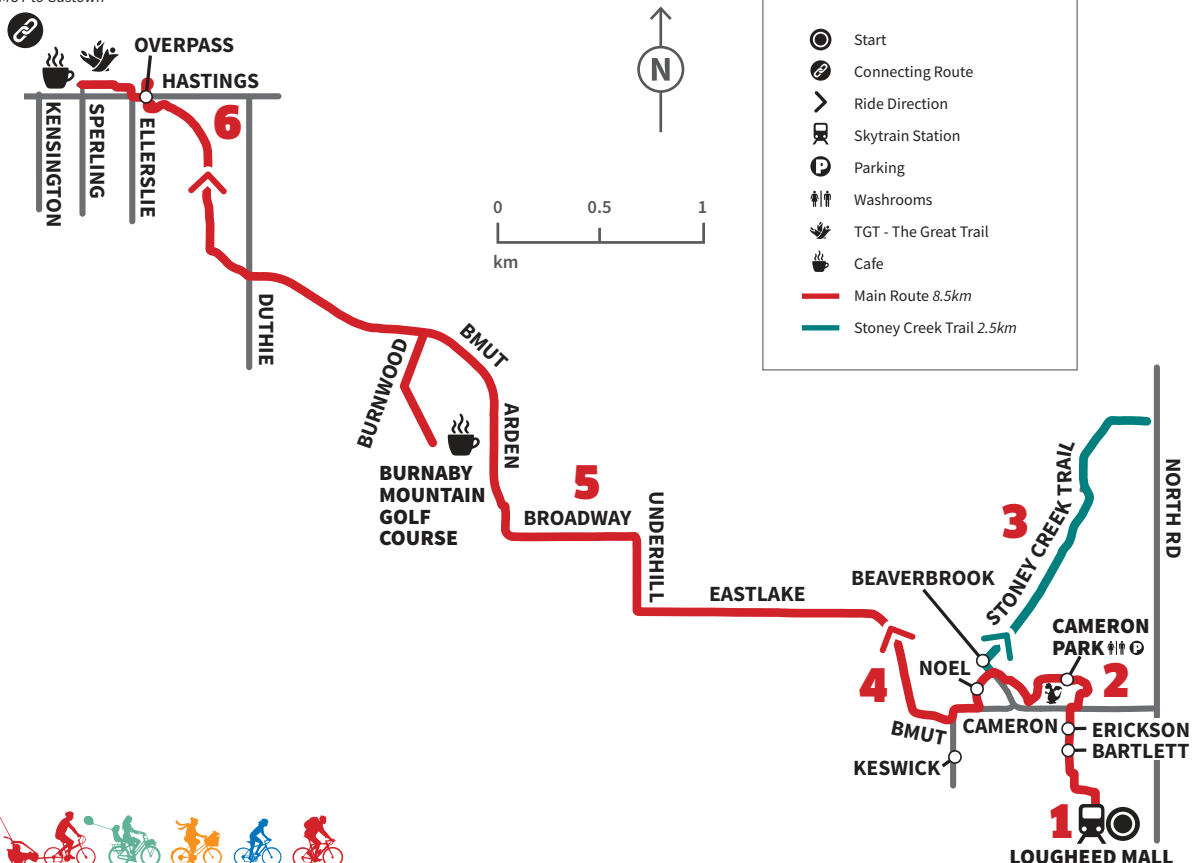 OVERPASS
HASTINGS
KENSINGTON
SPERLING
ELLERSLIE
6
DUTHIE
N
0 0.5 1
km
Start
Connecting Route
Ride Direction
Skytrain Station
P
Parking
Washrooms
TGT - The Great Trail
Cafe
Main Route 8.5km
Stoney Creek Trail 2.5km
BMUT
BURNWOOD
ARDEN
BURNABY
MOUNTAIN
GOLF
COURSE
5
BROADWAY
UNDERHILL
EASTLAKE
NORTH RD
3
STONEY CREEK TRAIL
BEAVERBROOK
CAMERON
PARK P
NOEL
4
2
BMUT
CAMERON
ERICKSON
BARTLETT
KESWICK
1
LOUGHEED MALL